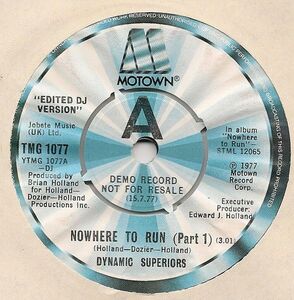 MOTOWN®
"EDITED DJ
VERSION"
A
Jobete Music
(UK) Ltd.
TMG 1077
YTMG 1077A
—DJ
Produced by
Brian Holland
for Holland-
Dozier-Holland
Productions Inc.
DEMO RECORD
NOT FOR RESALE
(15.7.77)
In album
"Nowhere
to Run"—
STML 12065
℗ 1977
Motown
Record
Corporation
Executive
Producer:
Edward J. Holland
NOWHERE TO RUN (Part 1) (3.01)
(Holland—Dozier—Holland)
DYNAMIC SUPERIORS